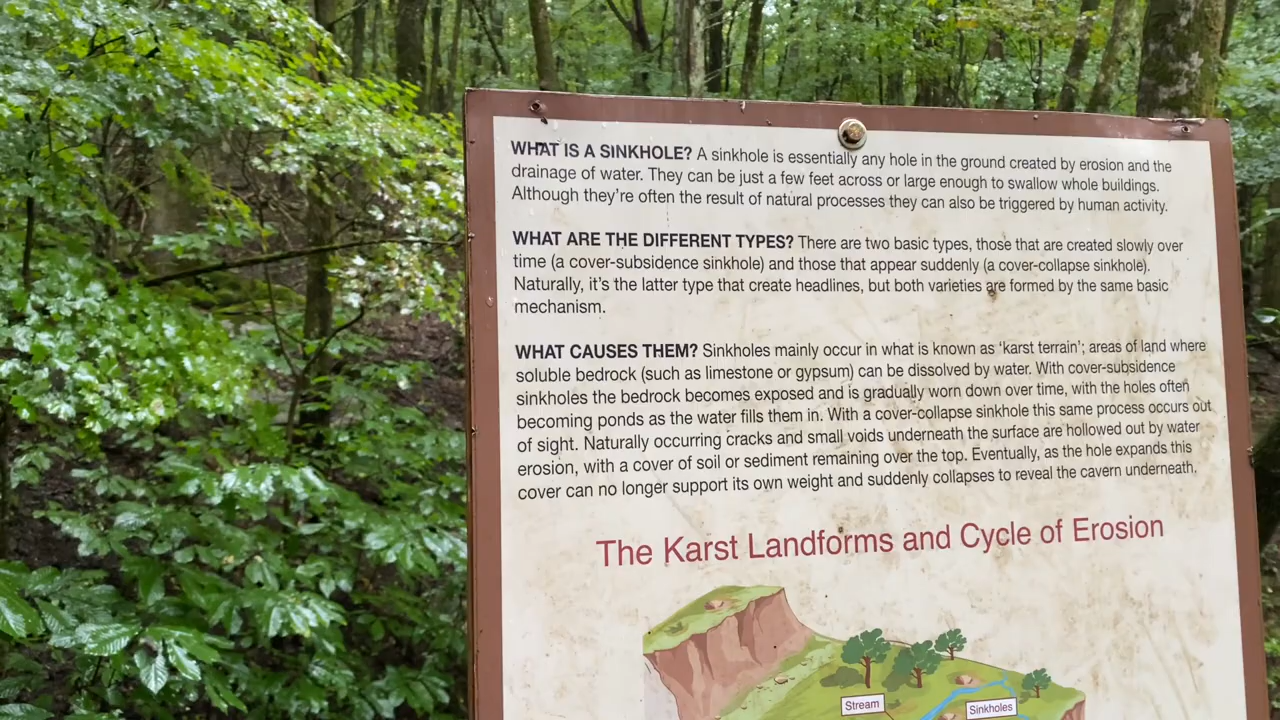 WHAT IS A SINKHOLE? A sinkhole is essentially any hole in the ground created by erosion and the
drainage of water. They can be just a few feet across or large enough to swallow whole buildings.
Although they're often the result of natural processes they can also be triggered by human activity.
WHAT ARE THE DIFFERENT TYPES? There are two basic types, those that are created slowly over
time (a cover-subsidence sinkhole) and those that appear suddenly (a cover-collapse sinkhole).
Naturally, it's the latter type that create headlines, but both varieties are formed by the same basic
mechanism.
WHAT CAUSES THEM? Sinkholes mainly occur in what is known as 'karst terrain'; areas of land where
soluble bedrock (such as limestone or gypsum) can be dissolved by water. With cover-subsidence
sinkholes the bedrock becomes exposed and is gradually worn down over time, with the holes often
becoming ponds as the water fills them in. With a cover-collapse sinkhole this same process occurs out
of sight. Naturally occurring cracks and small voids underneath the surface are hollowed out by water
erosion, with a cover of soil or sediment remaining over the top. Eventually, as the hole expands this
cover can no longer support its own weight and suddenly collapses to reveal the cavern underneath.
The Karst Landforms and Cycle of Erosion
Stream
Sinkholes